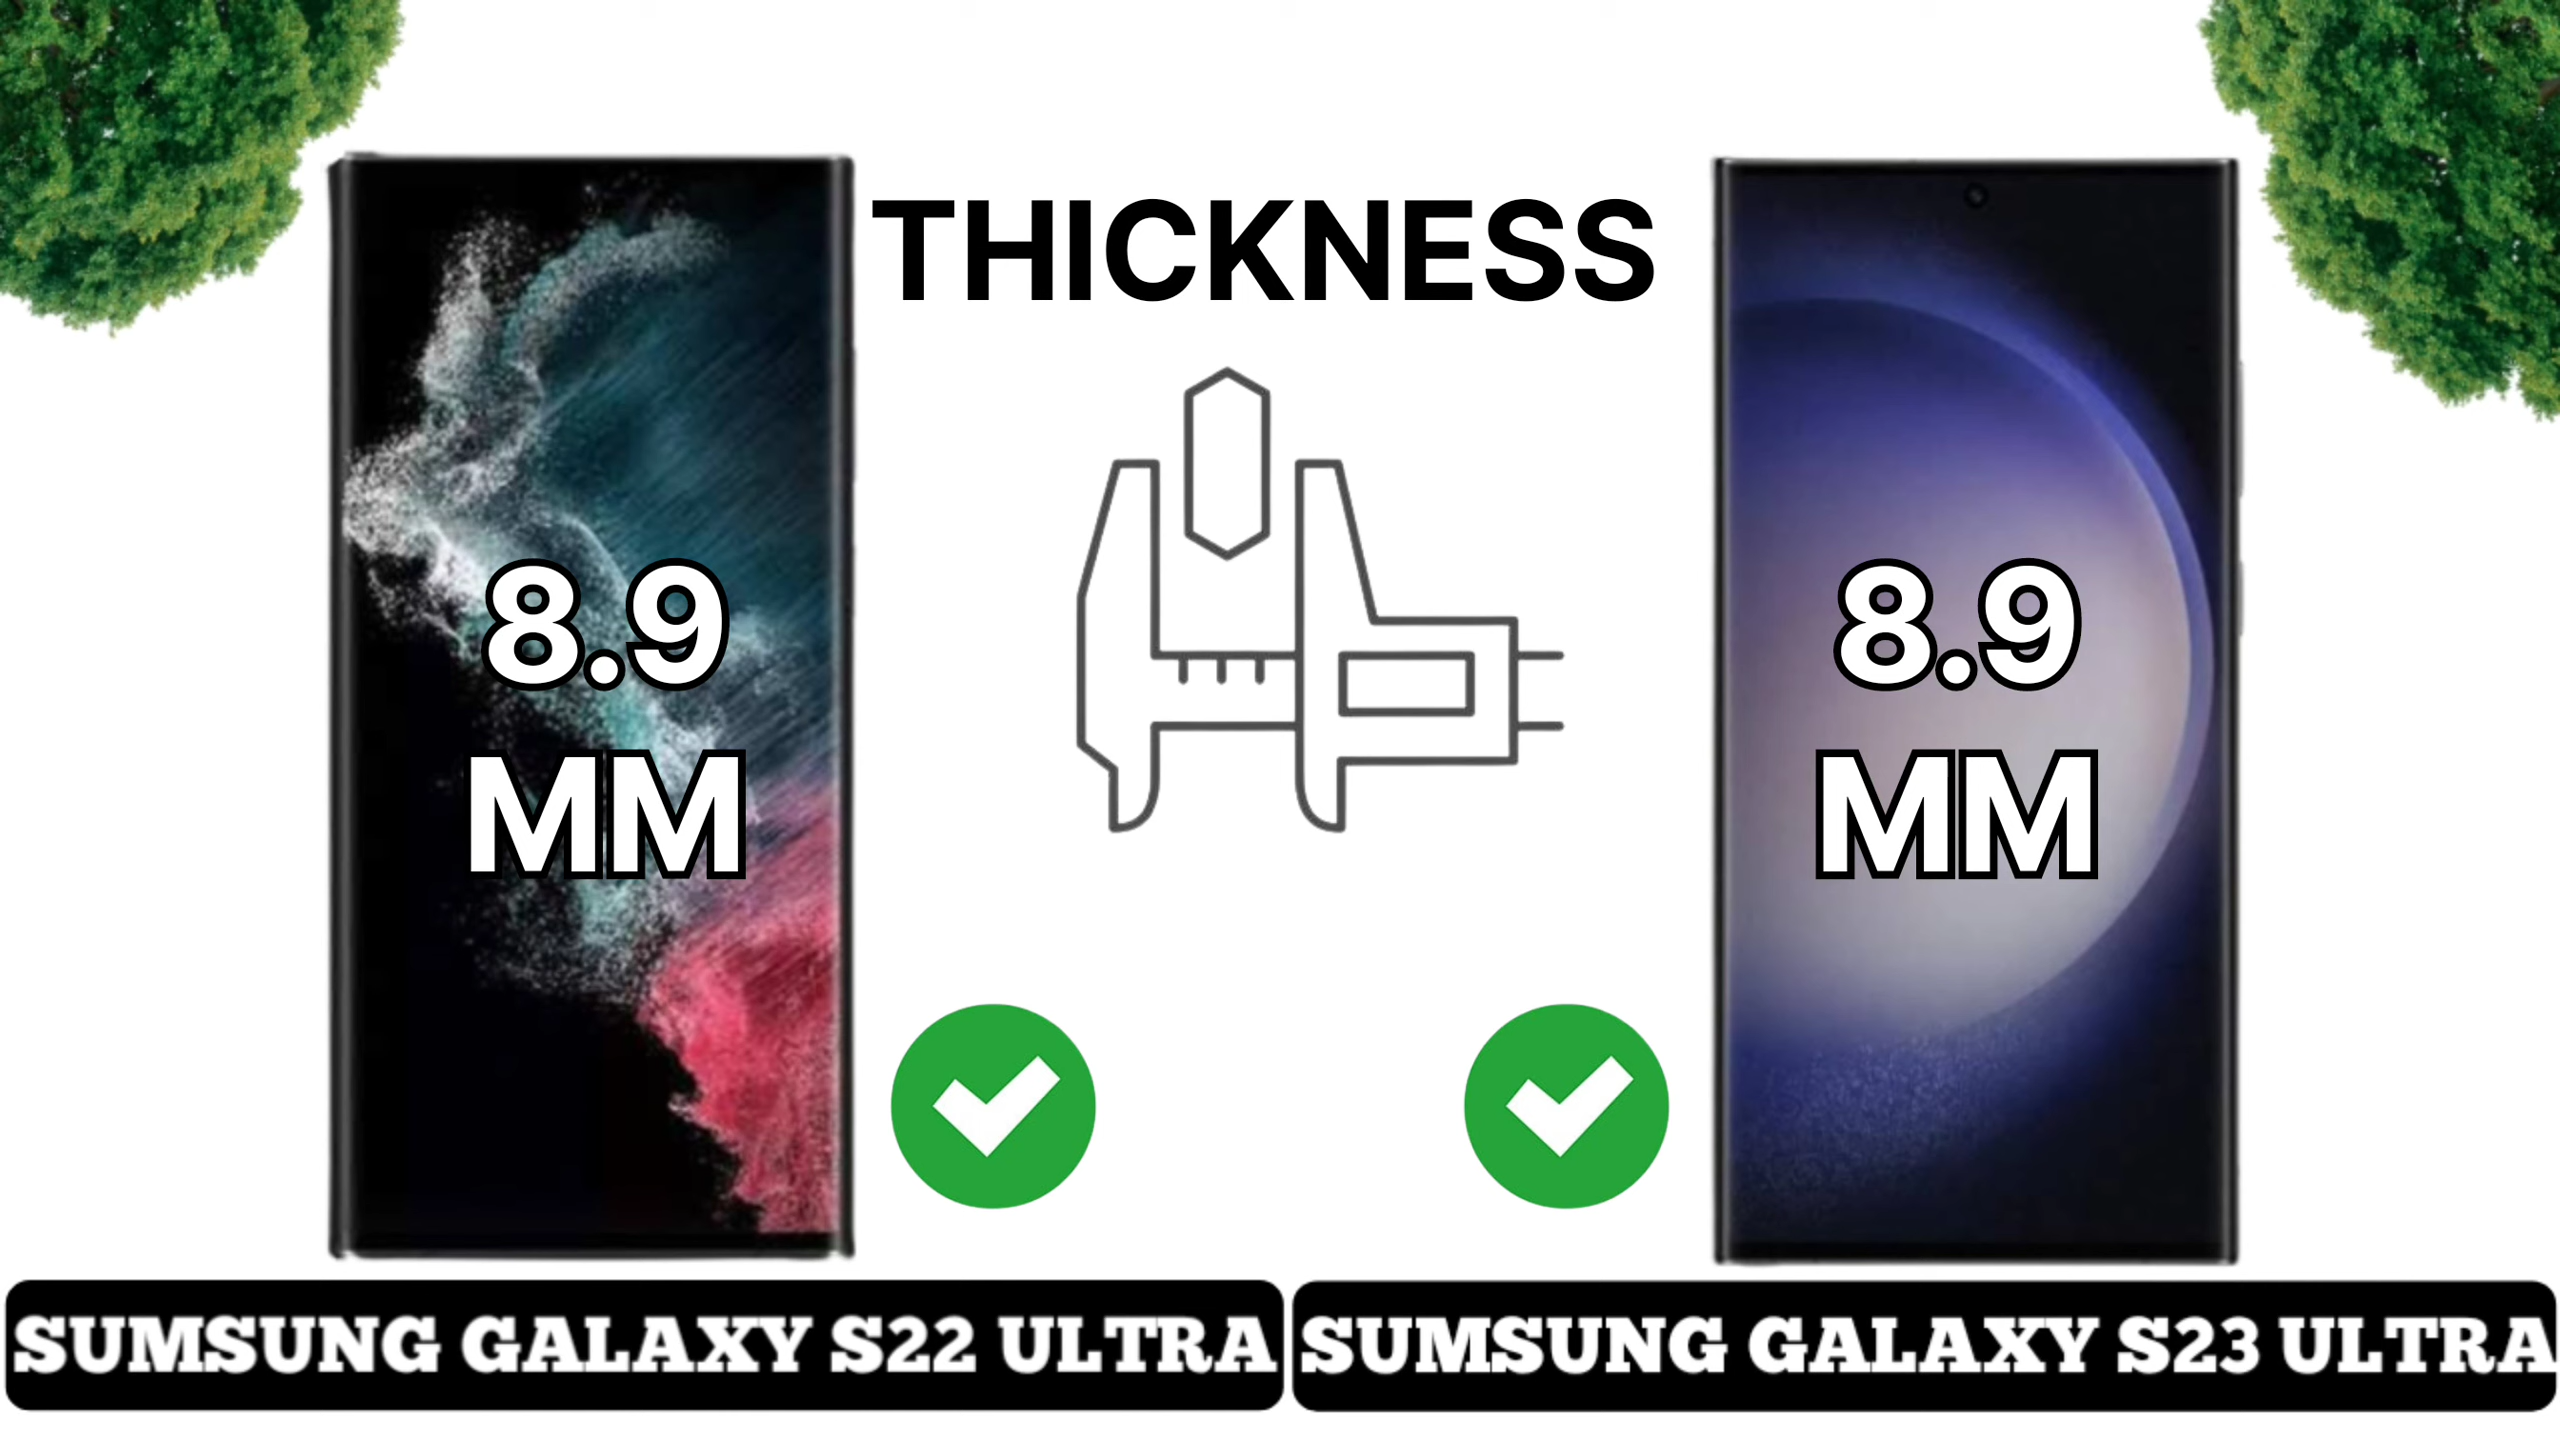 THICKNESS
8.9
MM
8.9
MM
SUMSUNG GALAXY S22 ULTRA
SUMSUNG GALAXY S23 ULTRA